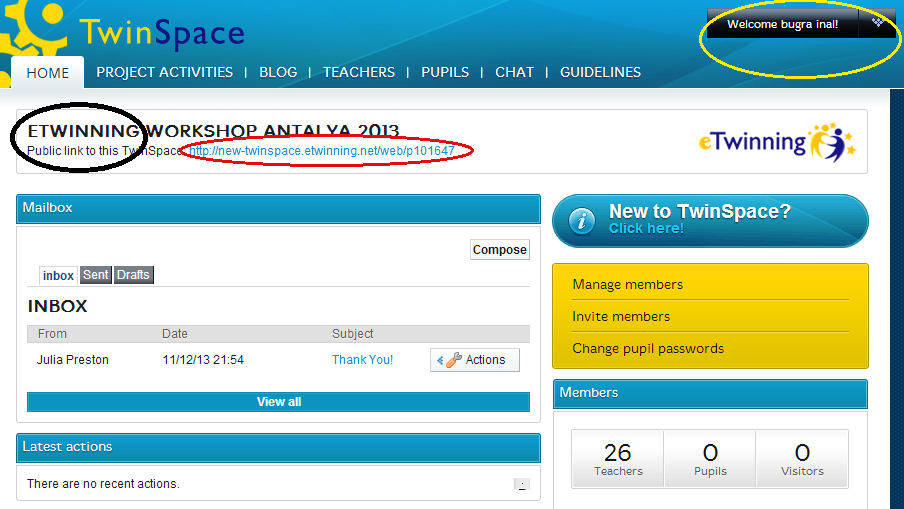 TwinSpace
Welcome bugra inal!
HOME PROJECT ACTIVITIES | BLOG | TEACHERS | PUPILS | CHAT | GUIDELINES
ETWINNING WORKSHOP ANTALYA 2013
Public link to this TwinSpace: http://new-twinspace.etwinning.net/web/p101647
eTwinning
Mailbox
Compose
inbox Sent Drafts
INBOX
From Date Subject
Julia Preston 11/12/13 21:54 Thank You! Actions
View all
Latest actions
There are no recent actions.
New to TwinSpace?
Click here!
Manage members
Invite members
Change pupil passwords
Members
26 0 0
Teachers Pupils Visitors